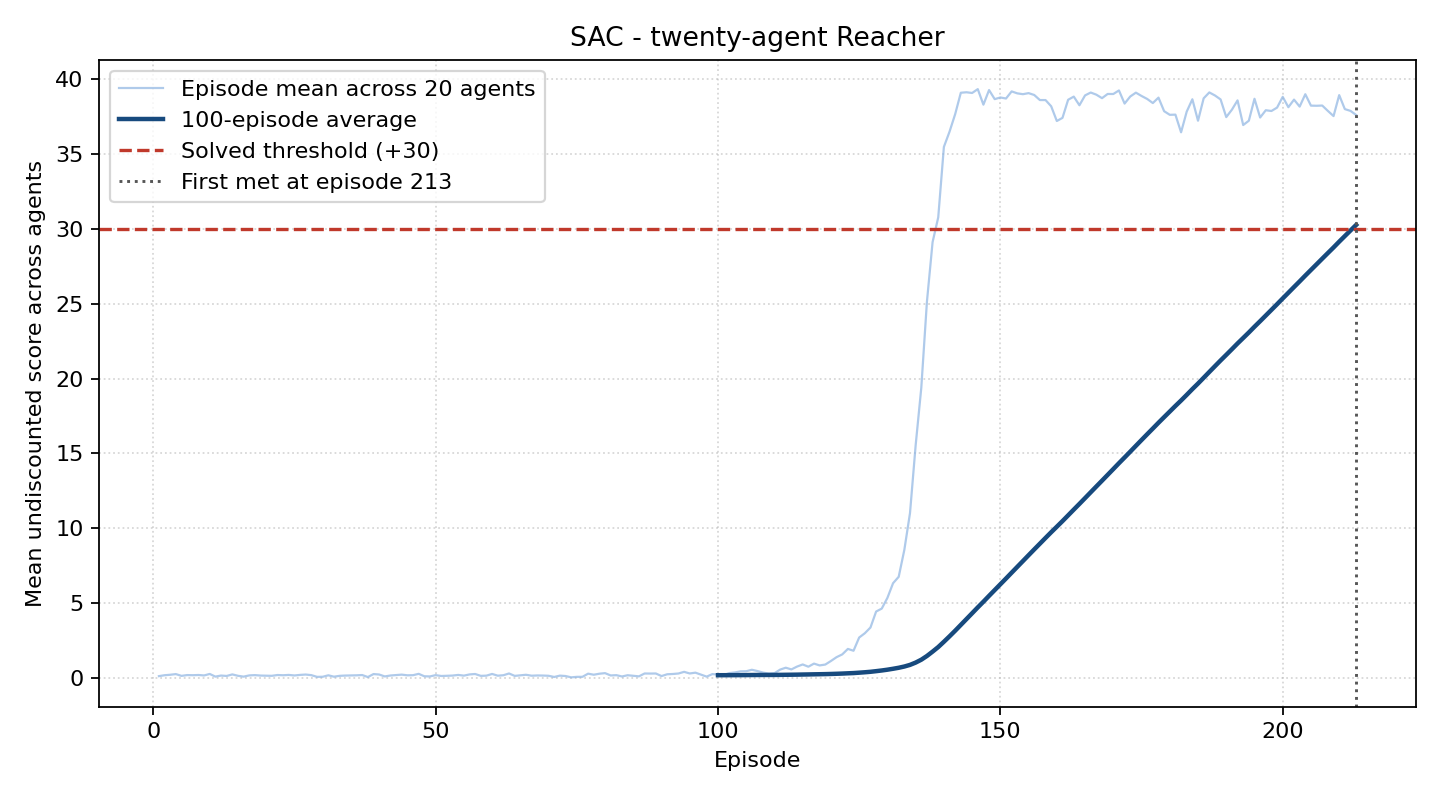 SAC - twenty-agent Reacher
Episode mean across 20 agents
100-episode average
Solved threshold (+30)
First met at episode 213
Mean undiscounted score across agents
40
35
30
25
20
15
10
5
0
0 50 100 150 200
Episode